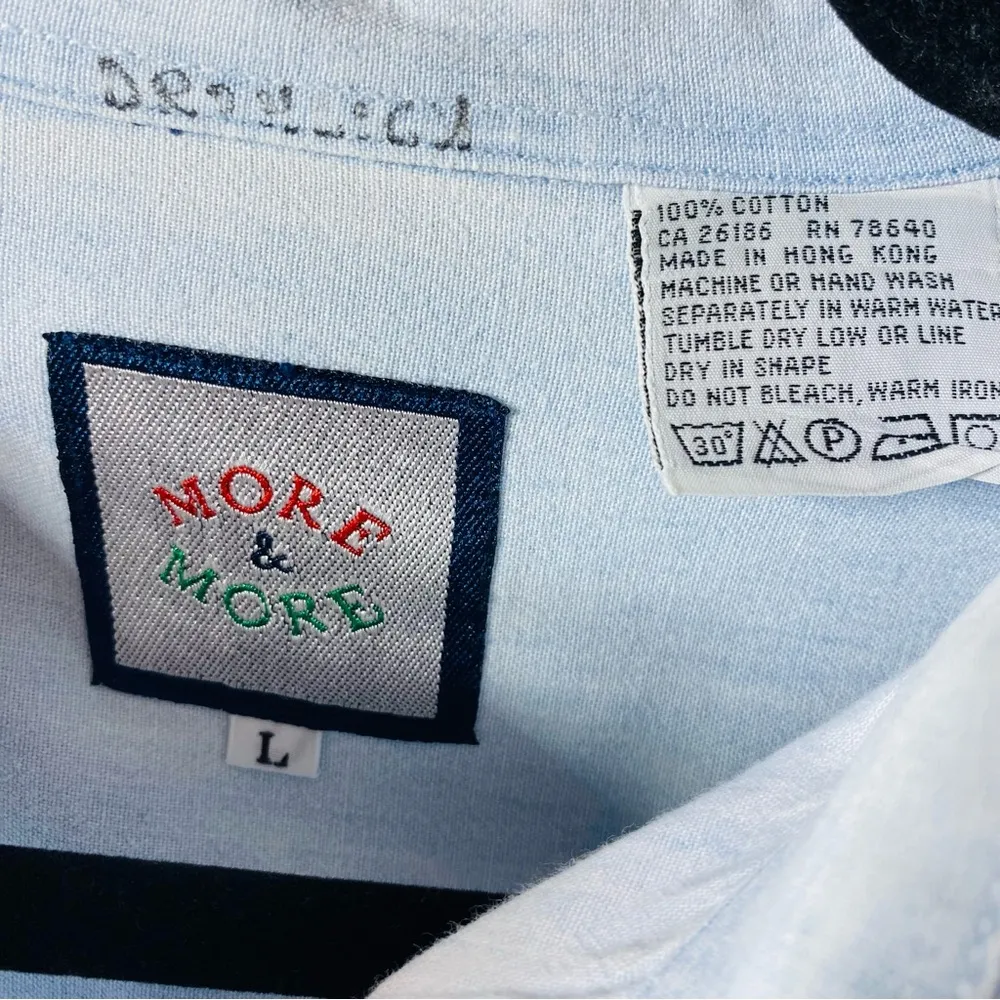 100% COTTON
CA 26186 RN 78640
MADE IN HONG KONG
MACHINE OR HAND WASH
SEPARATELY IN WARM WATER
TUMBLE DRY LOW OR LINE
DRY IN SHAPE
DO NOT BLEACH, WARM IRON
30°
P
MORE
&
MORE
L